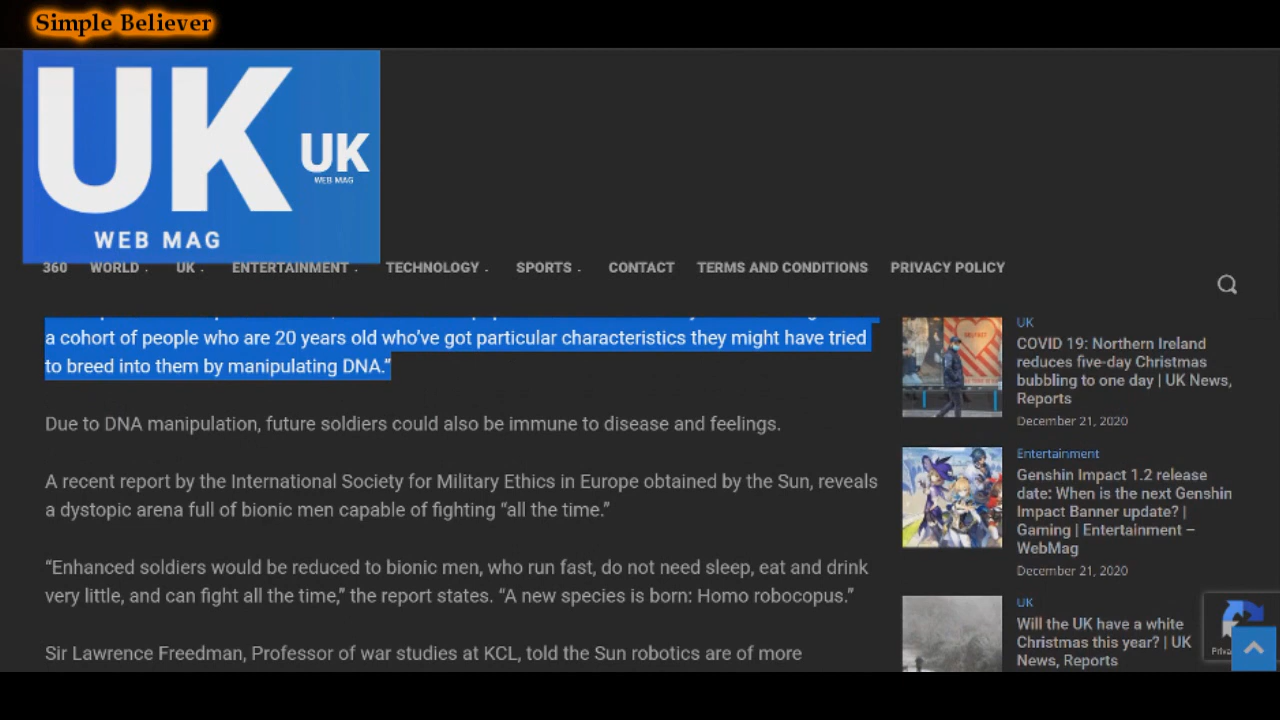 Simple Believer
UK
WEB MAG
UK
WEB MAG
360 WORLD UK ENTERTAINMENT TECHNOLOGY SPORTS CONTACT TERMS AND CONDITIONS PRIVACY POLICY
a cohort of people who are 20 years old who’ve got particular characteristics they might have tried
to breed into them by manipulating DNA.”
Due to DNA manipulation, future soldiers could also be immune to disease and feelings.
A recent report by the International Society for Military Ethics in Europe obtained by the Sun, reveals
a dystopic arena full of bionic men capable of fighting “all the time.”
“Enhanced soldiers would be reduced to bionic men, who run fast, do not need sleep, eat and drink
very little, and can fight all the time,” the report states. “A new species is born: Homo robocopus.”
Sir Lawrence Freedman, Professor of war studies at KCL, told the Sun robotics are of more
UK
COVID 19: Northern Ireland
reduces five-day Christmas
bubbling to one day | UK News,
Reports
December 21, 2020
Entertainment
Genshin Impact 1.2 release
date: When is the next Genshin
Impact Banner update? |
Gaming | Entertainment –
WebMag
December 21, 2020
UK
Will the UK have a white
Christmas this year? | UK
News, Reports